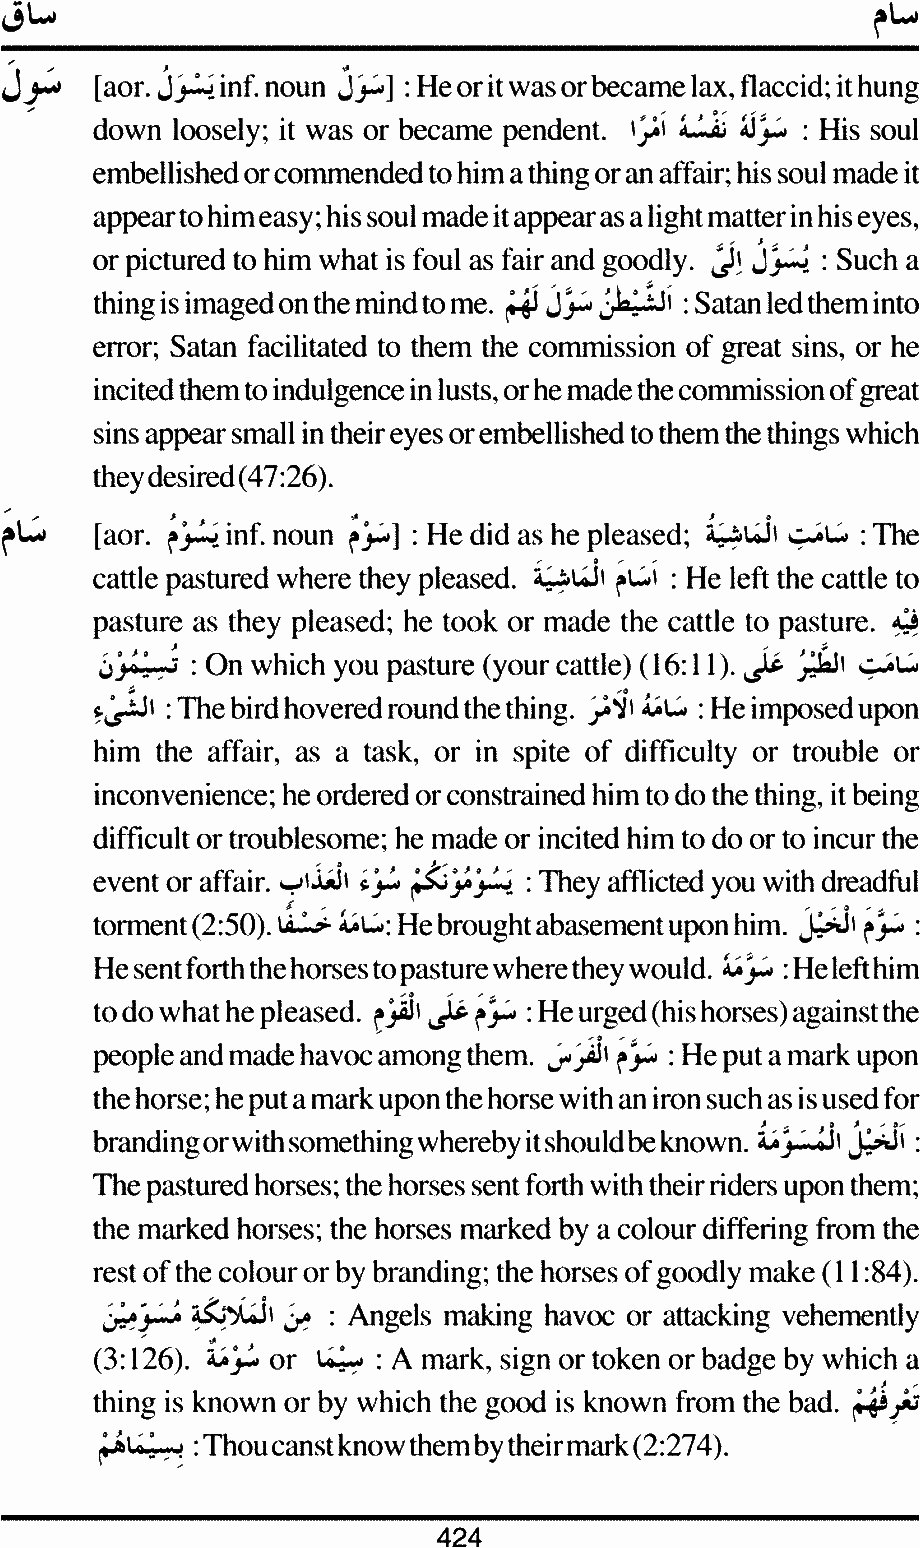 ساق سام
سَوِلَ [aor. يَسْوَلُ inf. noun سَوَلٌ] : He or it was or became lax, flaccid; it hung
down loosely; it was or became pendent. سَوَّلَهٗ نَفْسُهٗ اَمْرًا : His soul
embellished or commended to him a thing or an affair; his soul made it
appear to him easy; his soul made it appear as a light matter in his eyes,
or pictured to him what is foul as fair and goodly. يُسَوَّلُ اِلَیَّ : Such a
thing is imaged on the mind to me. اَلشَّيْطٰنُ سَوَّلَ لَهُمْ : Satan led them into
error; Satan facilitated to them the commission of great sins, or he
incited them to indulgence in lusts, or he made the commission of great
sins appear small in their eyes or embellished to them the things which
they desired (47:26).
سَامَ [aor. يَسُوْمُ inf. noun سَوْمٌ] : He did as he pleased; سَامَتِ الْمَاشِيَةُ : The
cattle pastured where they pleased. اَسَامَ الْمَاشِيَةَ : He left the cattle to
pasture as they pleased; he took or made the cattle to pasture. فِيْهِ
تُسِيْمُوْنَ : On which you pasture (your cattle) (16:11). سَامَتِ الطَّيْرُ عَلَى
الشَّیْءِ : The bird hovered round the thing. سَامَهُ الْاَمْرَ : He imposed upon
him the affair, as a task, or in spite of difficulty or trouble or
inconvenience; he ordered or constrained him to do the thing, it being
difficult or troublesome; he made or incited him to do or to incur the
event or affair. يَسُوْمُوْنَكُمْ سُوْءَ الْعَذَابِ : They afflicted you with dreadful
torment (2:50). سَامَهٗ خَسْفًا: He brought abasement upon him. سَوَّمَ الْخَيْلَ :
He sent forth the horses to pasture where they would. سَوَّمَهٗ : He left him
to do what he pleased. سَوَّمَ عَلَى الْقَوْمِ : He urged (his horses) against the
people and made havoc among them. سَوَّمَ الْفَرَسَ : He put a mark upon
the horse; he put a mark upon the horse with an iron such as is used for
branding or with something whereby it should be known. اَلْخَيْلُ الْمُسَوَّمَةُ :
The pastured horses; the horses sent forth with their riders upon them;
the marked horses; the horses marked by a colour differing from the
rest of the colour or by branding; the horses of goodly make (11:84).
مِنَ الْمَلَائِكَةِ مُسَوِّمِيْنَ : Angels making havoc or attacking vehemently
(3:126). سُوْمَةٌ or سِيْمَا : A mark, sign or token or badge by which a
thing is known or by which the good is known from the bad. تَعْرِفُهُمْ
بِسِيْمَاهُمْ : Thou canst know them by their mark (2:274).
424